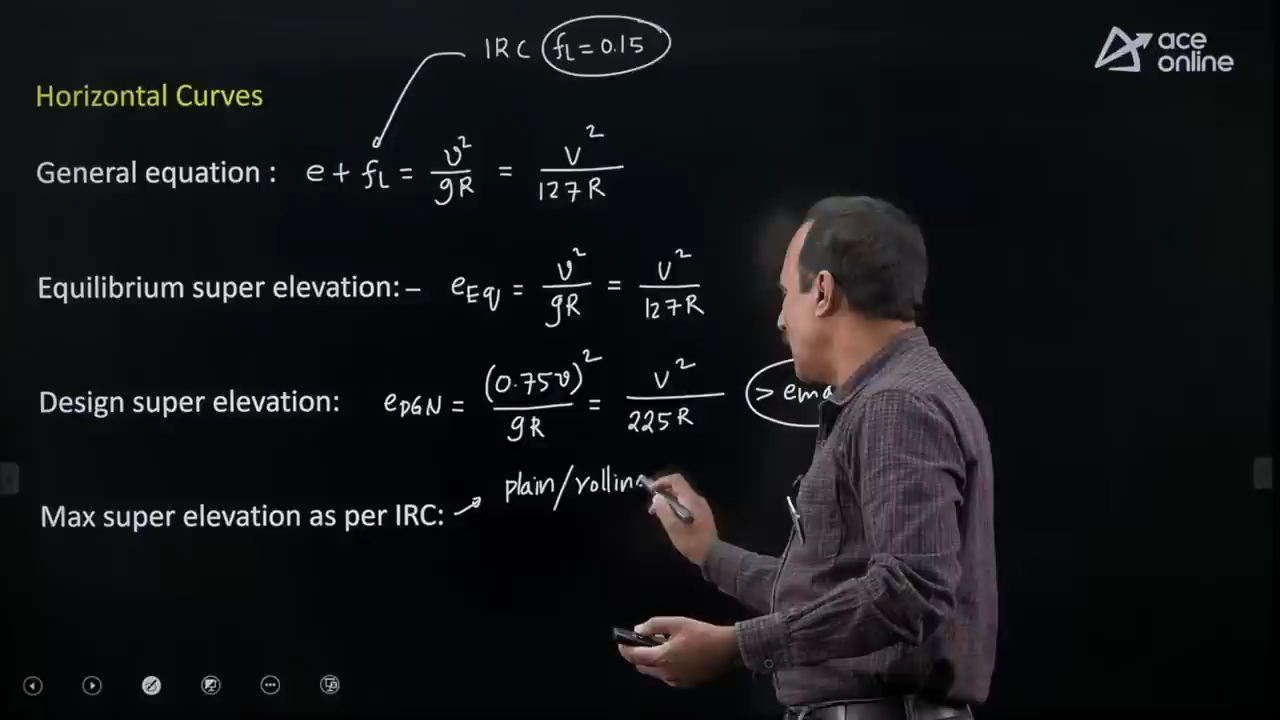 IRC fL = 0.15
ace online
Horizontal Curves
General equation : e + fL = v²/gR = V²/127R
Equilibrium super elevation:– eEq = v²/gR = V²/127R
Design super elevation: eDGN = (0.75v)²/gR = V²/225R > ema
Max super elevation as per IRC: → plain/rolling